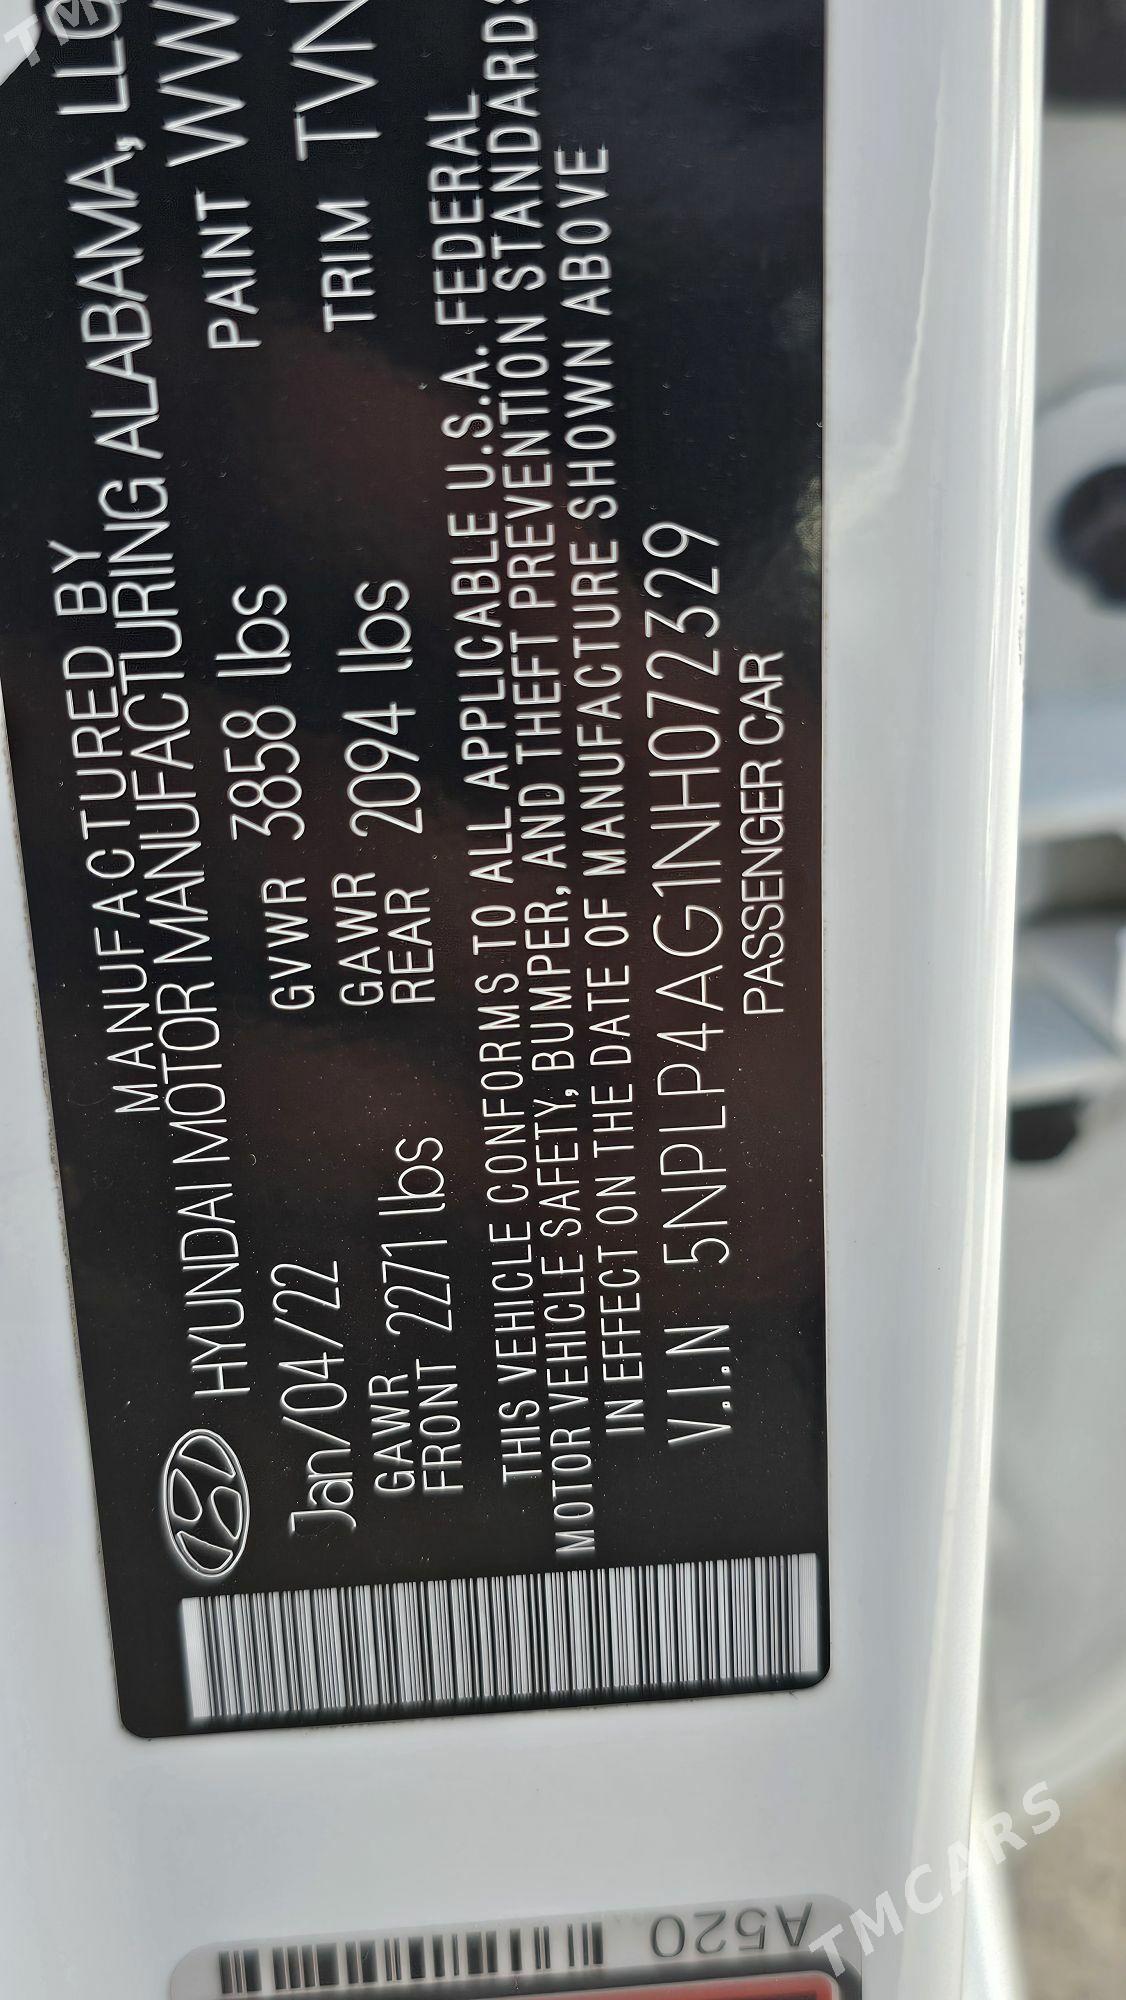 MANUFACTURED BY
HYUNDAI MOTOR MANUFACTURING ALABAMA, LLC
Jan/04/22 GVWR 3858 lbs PAINT WW
GAWR FRONT 2271 lbs GAWR REAR 2094 lbs TRIM TVN
THIS VEHICLE CONFORMS TO ALL APPLICABLE U.S.A. FEDERAL
MOTOR VEHICLE SAFETY, BUMPER, AND THEFT PREVENTION STANDARDS
IN EFFECT ON THE DATE OF MANUFACTURE SHOWN ABOVE
V.I.N 5NPLP4AG1NH072329
PASSENGER CAR
A520
TMCARS